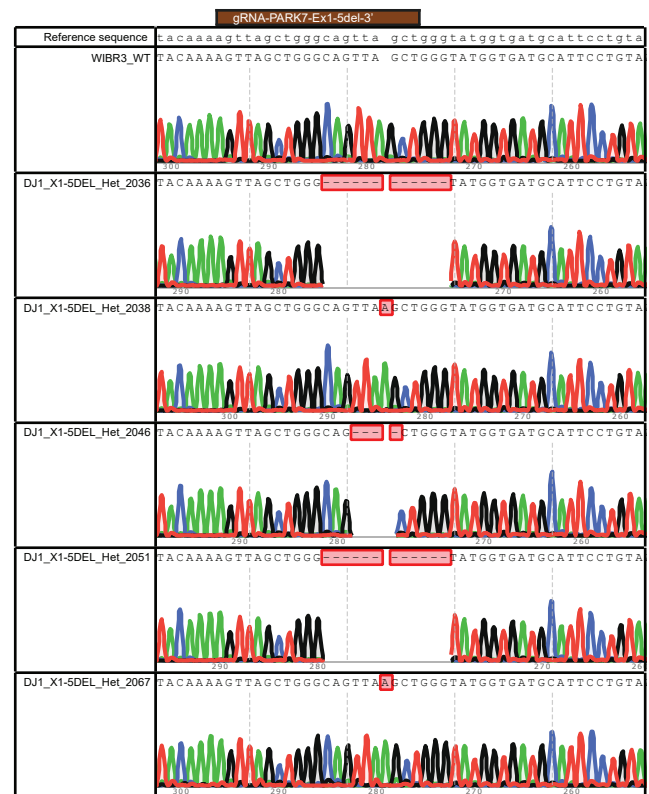 gRNA-PARK7-Ex1-5del-3'
Reference sequence tacaaaagttagctgggcagtta gctgggtatggtgatgcattcctgta
WIBR3_WT TACAAAAGTTAGCTGGGCAGTTA GCTGGGTATGGTGATGCATTCCTGTA
300 290 280 270
DJ1_X1-5DEL_Het_2036 TACAAAAGTTAGCTGGG------ ------TATGGTGATGCATTCCTGTA
290 280 270 260
DJ1_X1-5DEL_Het_2038 TACAAAAGTTAGCTGGGCAGTTAAGCTGGGTATGGTGATGCATTCCTGTA
300 290 280 270 260
DJ1_X1-5DEL_Het_2046 TACAAAAGTTAGCTGGGCAG--- -CTGGGTATGGTGATGCATTCCTGTA
290 280 270 260
DJ1_X1-5DEL_Het_2051 TACAAAAGTTAGCTGGG------ ------TATGGTGATGCATTCCTGTA
290 280 270
DJ1_X1-5DEL_Het_2067 TACAAAAGTTAGCTGGGCAGTTAAGCTGGGTATGGTGATGCATTCCTGTA
300 290 280 270 260